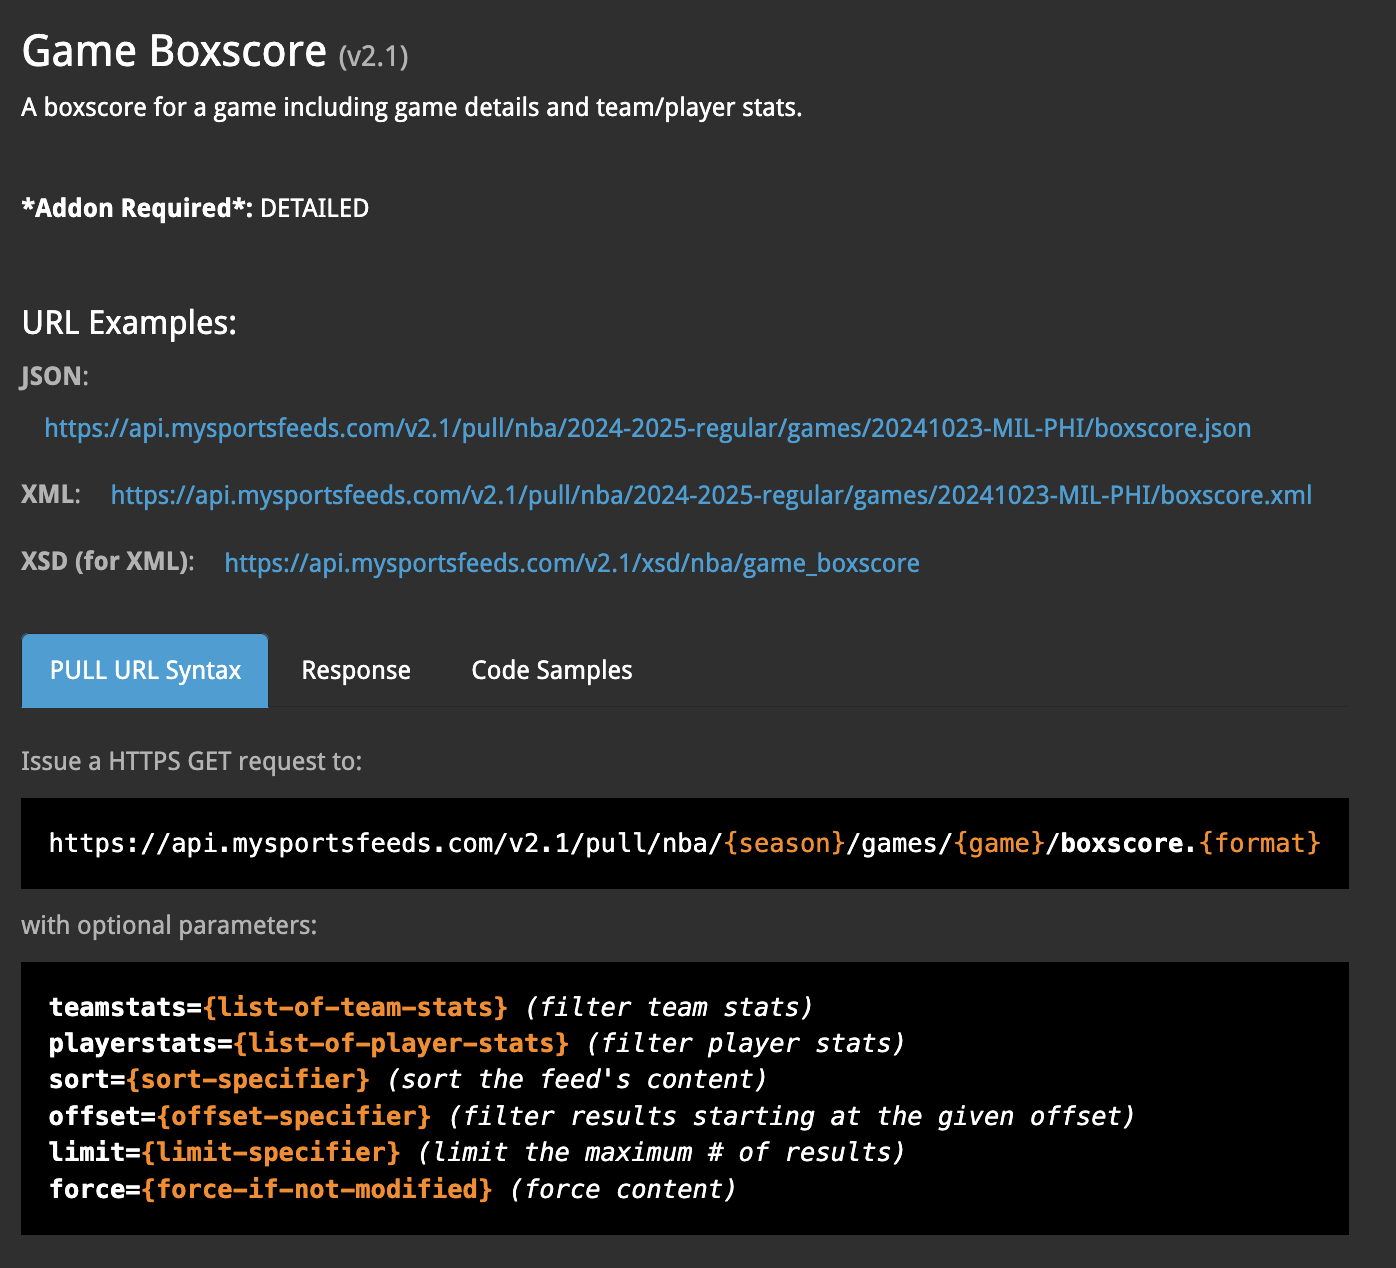 Game Boxscore (v2.1)
A boxscore for a game including game details and team/player stats.
*Addon Required*: DETAILED
URL Examples:
JSON:
https://api.mysportsfeeds.com/v2.1/pull/nba/2024-2025-regular/games/20241023-MIL-PHI/boxscore.json
XML: https://api.mysportsfeeds.com/v2.1/pull/nba/2024-2025-regular/games/20241023-MIL-PHI/boxscore.xml
XSD (for XML): https://api.mysportsfeeds.com/v2.1/xsd/nba/game_boxscore
PULL URL Syntax Response Code Samples
Issue a HTTPS GET request to:
https://api.mysportsfeeds.com/v2.1/pull/nba/{season}/games/{game}/boxscore.{format}
with optional parameters:
teamstats={list-of-team-stats} (filter team stats)
playerstats={list-of-player-stats} (filter player stats)
sort={sort-specifier} (sort the feed's content)
offset={offset-specifier} (filter results starting at the given offset)
limit={limit-specifier} (limit the maximum # of results)
force={force-if-not-modified} (force content)